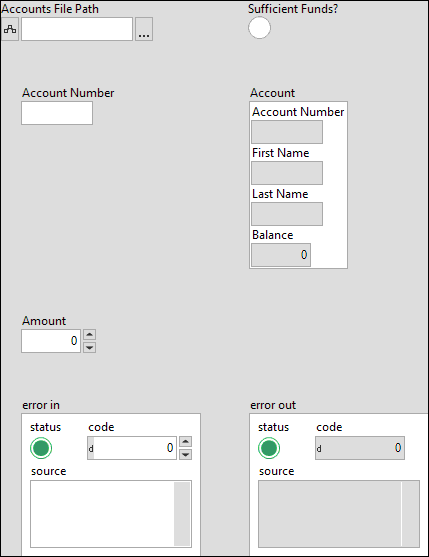 Accounts File Path
Sufficient Funds?
...
Account Number
Account
Account Number
First Name
Last Name
Balance
0
Amount
0
error in
status code
d 0
source
error out
status code
d 0
source